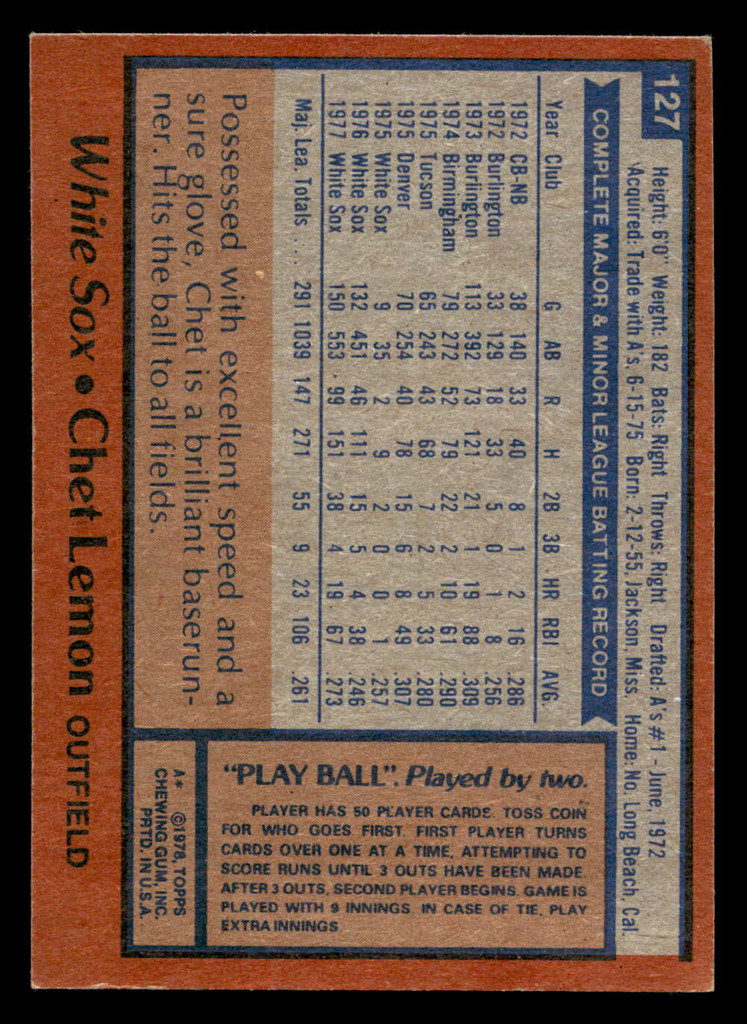 127
Height: 6'0" Weight: 182 Bats: Right Throws: Right Drafted: A's #1 - June, 1972
Acquired: Trade with A's, 6-15-75 Born: 2-12-55, Jackson, Miss. Home: No. Long Beach, Cal.
COMPLETE MAJOR & MINOR LEAGUE BATTING RECORD
Year Club G AB R H 2B 3B HR RBI AVG.
1972 CB-NB 38 140 33 40 8 1 2 16 .286
1972 Burlington 33 129 18 33 5 0 1 8 .256
1973 Burlington 113 392 73 121 21 1 19 88 .309
1974 Birmingham 79 272 52 79 22 2 10 61 .290
1975 Tucson 65 243 43 68 7 2 5 33 .280
1975 Denver 70 254 40 78 15 6 8 49 .307
1975 White Sox 9 35 2 9 2 0 0 1 .257
1976 White Sox 132 451 46 111 15 5 4 38 .246
1977 White Sox 150 553 99 151 38 4 19 67 .273
Maj. Lea. Totals .... 291 1039 147 271 55 9 23 106 .261
Possessed with excellent speed and a
sure glove, Chet is a brilliant baserun-
ner. Hits the ball to all fields.
White Sox • Chet Lemon OUTFIELD
"PLAY BALL". Played by two.
PLAYER HAS 50 PLAYER CARDS. TOSS COIN
FOR WHO GOES FIRST. FIRST PLAYER TURNS
CARDS OVER ONE AT A TIME, ATTEMPTING TO
SCORE RUNS UNTIL 3 OUTS HAVE BEEN MADE.
AFTER 3 OUTS, SECOND PLAYER BEGINS. GAME IS
PLAYED WITH 9 INNINGS. IN CASE OF TIE, PLAY
EXTRA INNINGS
A* ©1978, TOPPS
CHEWING GUM, INC.
PRTD. IN U.S.A.